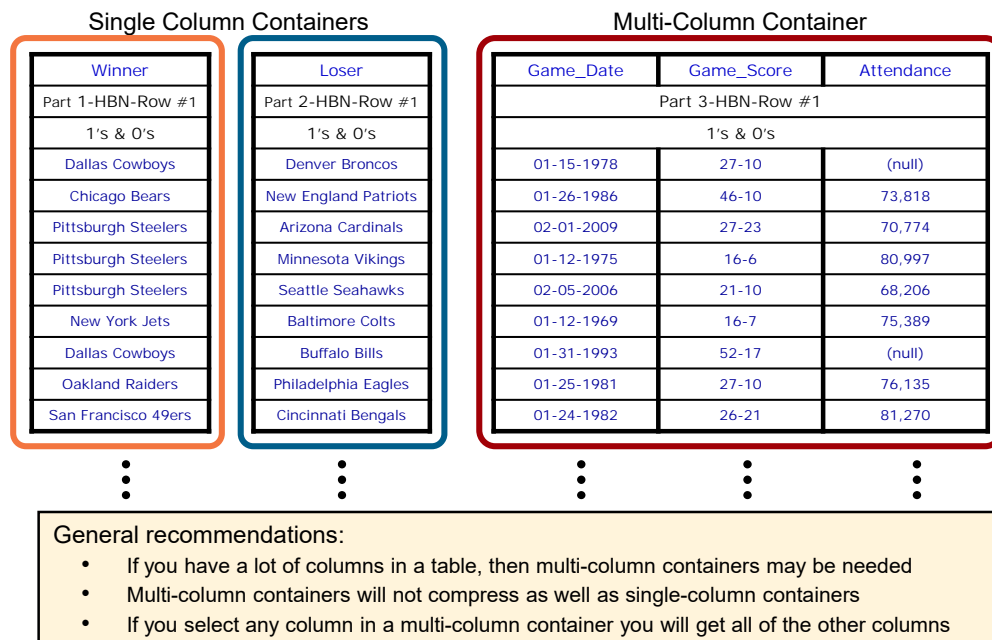 Single Column Containers
Multi-Column Container
Winner
Part 1-HBN-Row #1
1's & 0's
Dallas Cowboys
Chicago Bears
Pittsburgh Steelers
Pittsburgh Steelers
Pittsburgh Steelers
New York Jets
Dallas Cowboys
Oakland Raiders
San Francisco 49ers
Loser
Part 2-HBN-Row #1
1's & 0's
Denver Broncos
New England Patriots
Arizona Cardinals
Minnesota Vikings
Seattle Seahawks
Baltimore Colts
Buffalo Bills
Philadelphia Eagles
Cincinnati Bengals
Game_Date Game_Score Attendance
Part 3-HBN-Row #1
1's & 0's
01-15-1978 27-10 (null)
01-26-1986 46-10 73,818
02-01-2009 27-23 70,774
01-12-1975 16-6 80,997
02-05-2006 21-10 68,206
01-12-1969 16-7 75,389
01-31-1993 52-17 (null)
01-25-1981 27-10 76,135
01-24-1982 26-21 81,270
General recommendations:
• If you have a lot of columns in a table, then multi-column containers may be needed
• Multi-column containers will not compress as well as single-column containers
• If you select any column in a multi-column container you will get all of the other columns